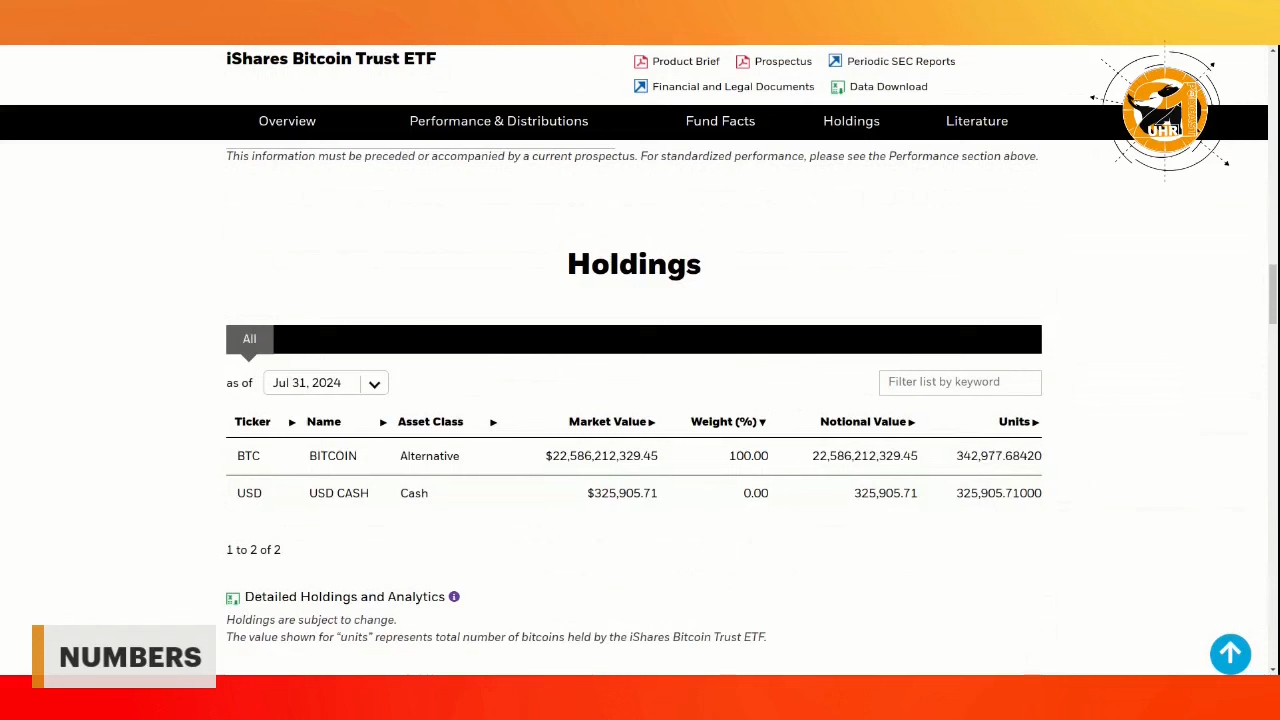 iShares Bitcoin Trust ETF
Product Brief Prospectus Periodic SEC Reports
Financial and Legal Documents Data Download
Overview Performance & Distributions Fund Facts Holdings Literature
UHR
This information must be preceded or accompanied by a current prospectus. For standardized performance, please see the Performance section above.
Holdings
All
as of Jul 31, 2024 Filter list by keyword
Ticker Name Asset Class Market Value Weight (%) Notional Value Units
BTC BITCOIN Alternative $22,586,212,329.45 100.00 22,586,212,329.45 342,977.68420
USD USD CASH Cash $325,905.71 0.00 325,905.71 325,905.71000
1 to 2 of 2
Detailed Holdings and Analytics
Holdings are subject to change.
The value shown for “units” represents total number of bitcoins held by the iShares Bitcoin Trust ETF.
NUMBERS